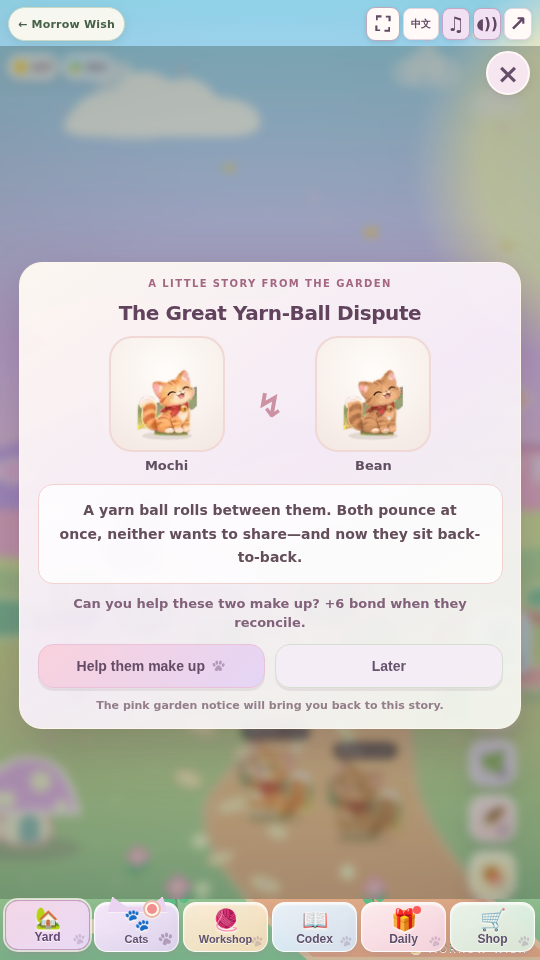 ← Morrow Wish
中文
A LITTLE STORY FROM THE GARDEN
The Great Yarn-Ball Dispute
Mochi
Bean
A yarn ball rolls between them. Both pounce at
once, neither wants to share—and now they sit back-
to-back.
Can you help these two make up? +6 bond when they
reconcile.
Help them make up
Later
The pink garden notice will bring you back to this story.
Yard
Cats
Workshop
Codex
Daily
Shop